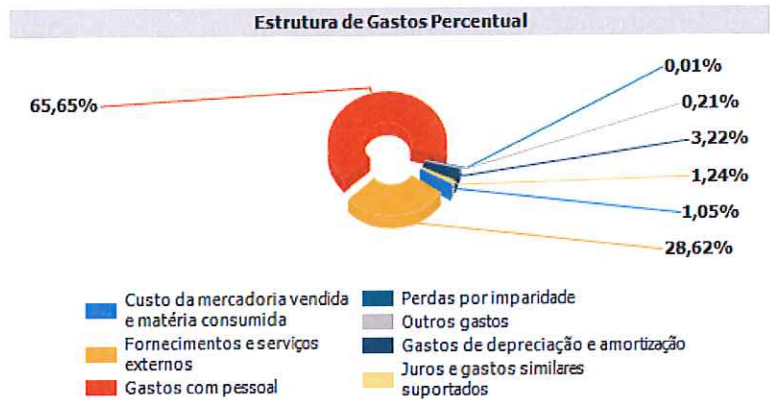 Estrutura de Gastos Percentual
65,65%
0,01%
0,21%
3,22%
1,24%
1,05%
28,62%
Custo da mercadoria vendida
e matéria consumida
Fornecimentos e serviços
externos
Gastos com pessoal
Perdas por imparidade
Outros gastos
Gastos de depreciação e amortização
Juros e gastos similares
suportados